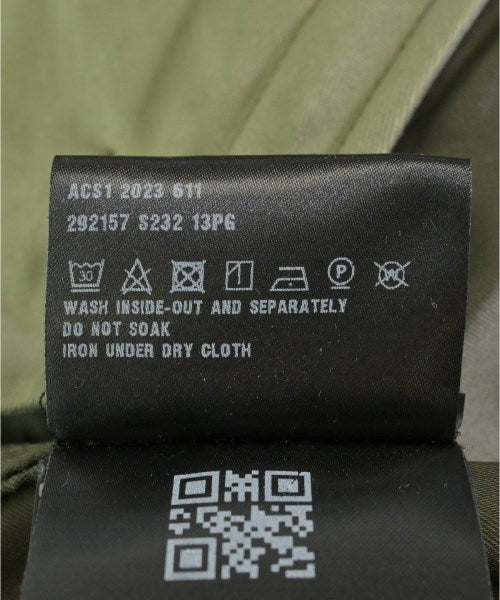 ACS1 2023 611
292157 S232 13PG
30 P W
WASH INSIDE-OUT AND SEPARATELY
DO NOT SOAK
IRON UNDER DRY CLOTH